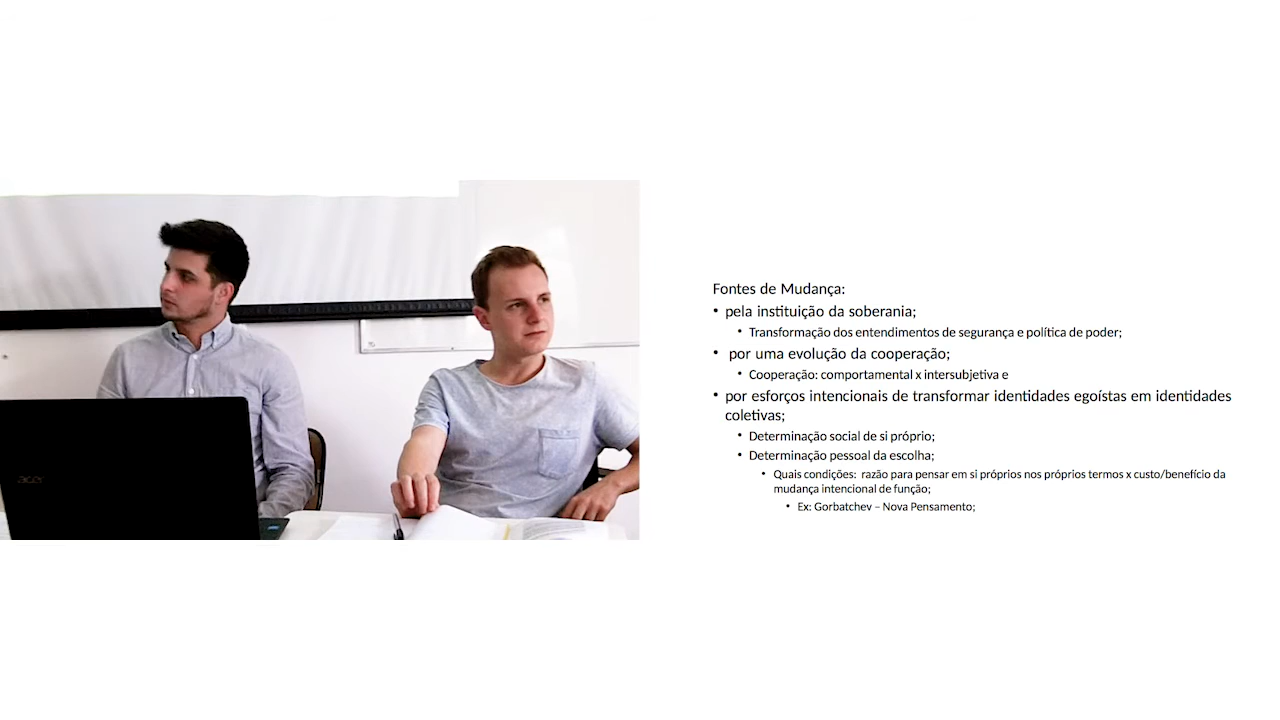 Fontes de Mudança:
• pela instituição da soberania;
• Transformação dos entendimentos de segurança e política de poder;
• por uma evolução da cooperação;
• Cooperação: comportamental x intersubjetiva e
• por esforços intencionais de transformar identidades egoístas em identidades
coletivas;
• Determinação social de si próprio;
• Determinação pessoal da escolha;
• Quais condições: razão para pensar em si próprios nos próprios termos x custo/benefício da
mudança intencional de função;
• Ex: Gorbatchev – Nova Pensamento;
acer